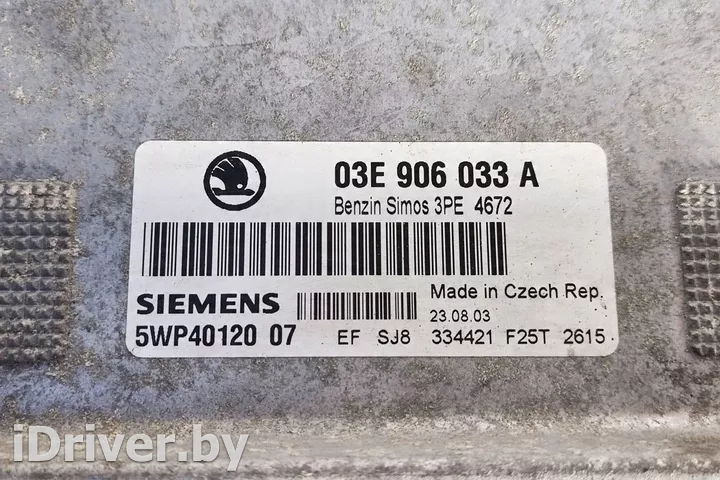 03E 906 033 A
Benzin Simos 3PE 4672
SIEMENS
Made in Czech Rep.
23.08.03
5WP40120 07 EF SJ8 334421 F25T 2615
iDriver.by